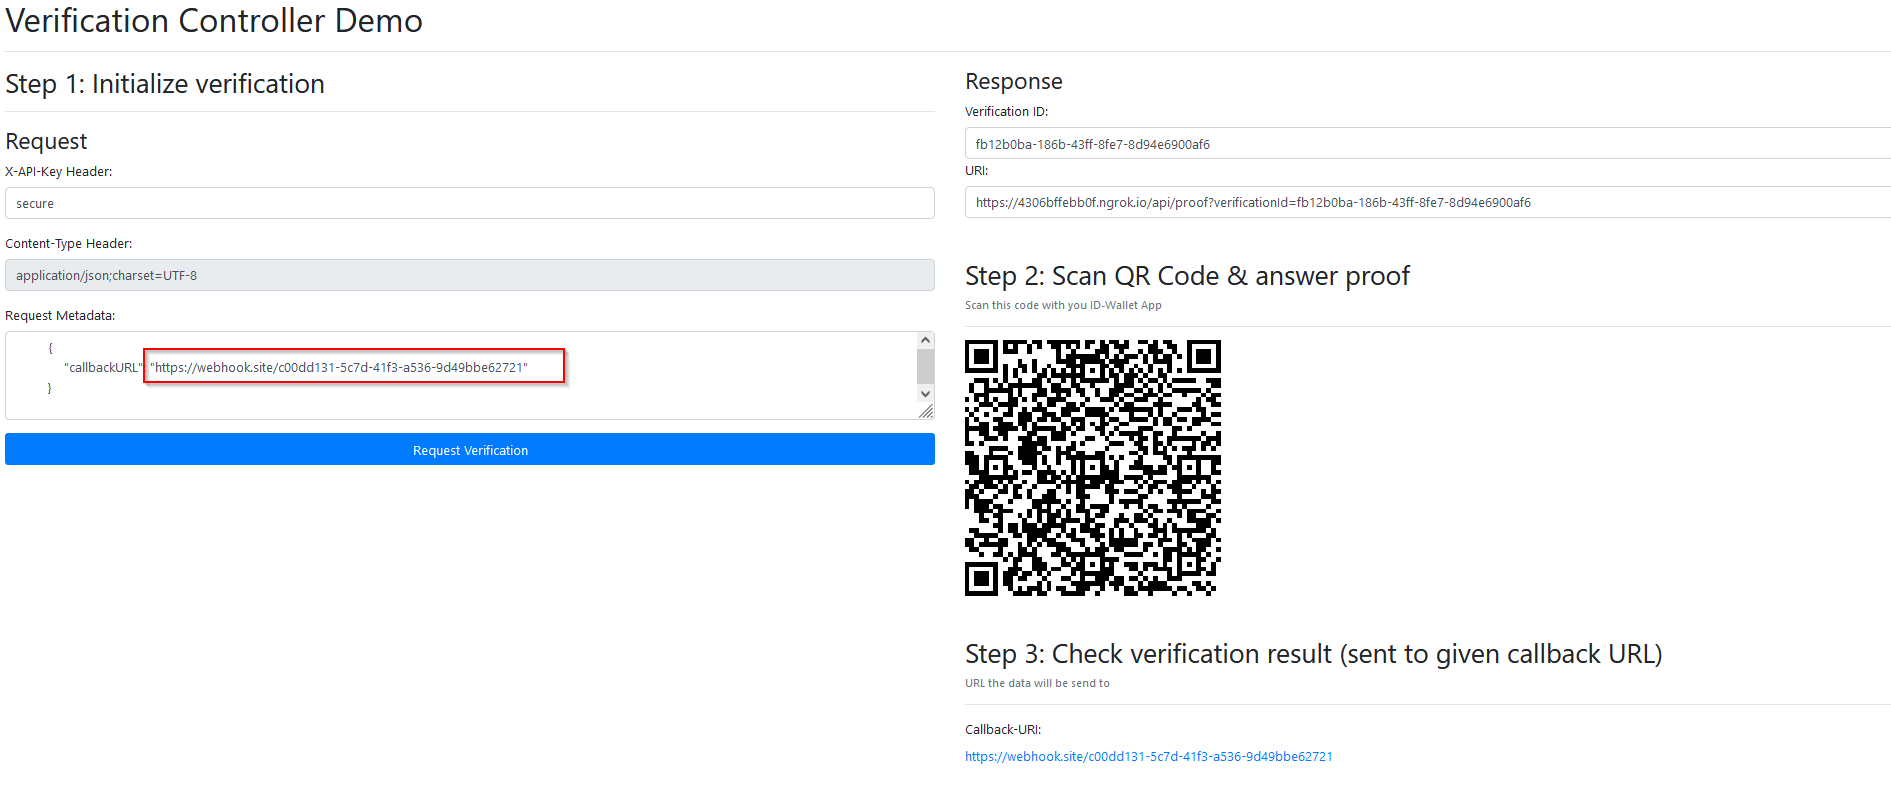 Verification Controller Demo
Step 1: Initialize verification
Request
X-API-Key Header:
secure
Content-Type Header:
application/json;charset=UTF-8
Request Metadata:
{
"callbackURL": "https://webhook.site/c00dd131-5c7d-41f3-a536-9d49bbe62721"
}
Request Verification
Response
Verification ID:
fb12b0ba-186b-43ff-8fe7-8d94e6900af6
URI:
https://4306bffebb0f.ngrok.io/api/proof?verificationId=fb12b0ba-186b-43ff-8fe7-8d94e6900af6
Step 2: Scan QR Code & answer proof
Scan this code with you ID-Wallet App
Step 3: Check verification result (sent to given callback URL)
URL the data will be send to
Callback-URI:
https://webhook.site/c00dd131-5c7d-41f3-a536-9d49bbe62721